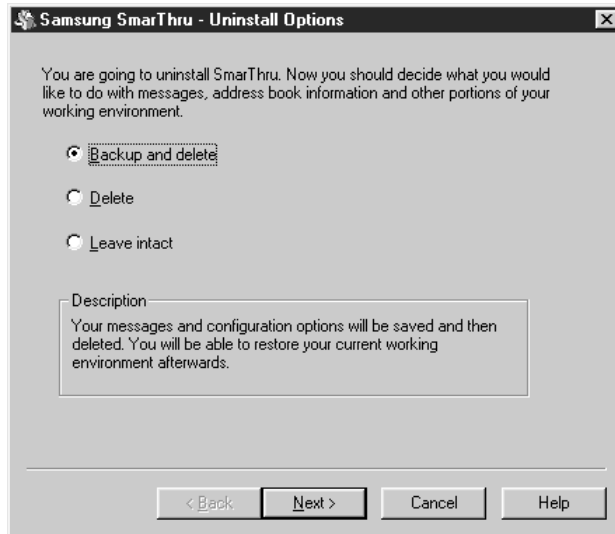 Samsung SmarThru - Uninstall Options
You are going to uninstall SmarThru. Now you should decide what you would
like to do with messages, address book information and other portions of your
working environment.
Backup and delete
Delete
Leave intact
Description
Your messages and configuration options will be saved and then
deleted. You will be able to restore your current working
environment afterwards.
< Back
Next >
Cancel
Help